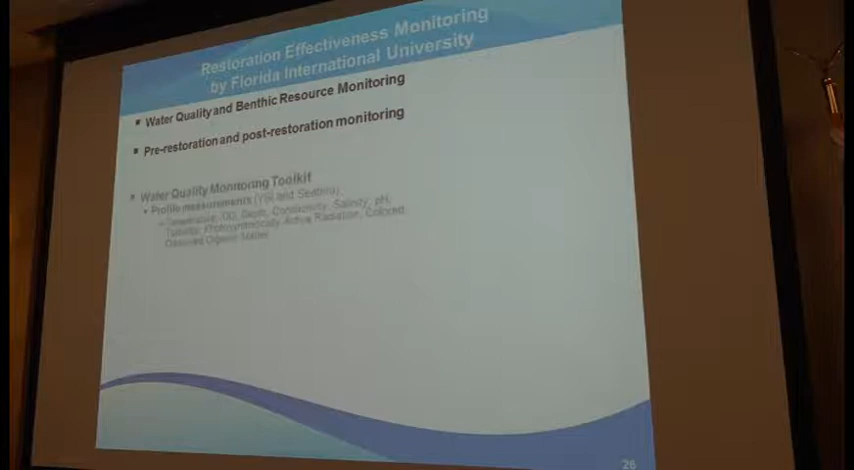 Restoration Effectiveness Monitoring
by Florida International University
▪ Water Quality and Benthic Resource Monitoring
▪ Pre-restoration and post-restoration monitoring
▪ Water Quality Monitoring Toolkit
• Profile measurements (YSI and Seabird)
– Temperature, DO, Depth, Conductivity, Salinity, pH,
Turbidity, Photosynthetically Active Radiation, Colored
Dissolved Organic Matter
26